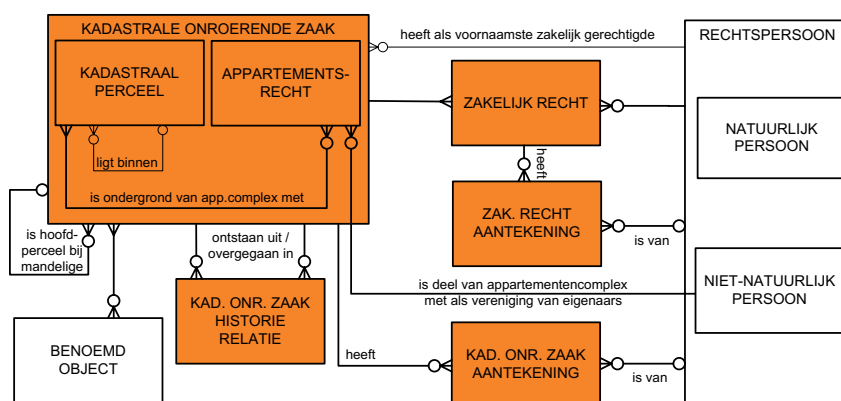 KADASTRALE ONROERENDE ZAAK
heeft als voornaamste zakelijk gerechtigde
RECHTSPERSOON
KADASTRAAL
PERCEEL
APPARTEMENTS-
RECHT
ZAKELIJK RECHT
NATUURLIJK
PERSOON
ligt binnen
heeft
is ondergrond van app.complex met
ZAK. RECHT
AANTEKENING
is van
is hoofd-
perceel bij
mandelige
ontstaan uit /
overgegaan in
is deel van appartementencomplex
met als vereniging van eigenaars
NIET-NATUURLIJK
PERSOON
KAD. ONR. ZAAK
HISTORIE
RELATIE
BENOEMD
OBJECT
heeft
KAD. ONR. ZAAK
AANTEKENING
is van